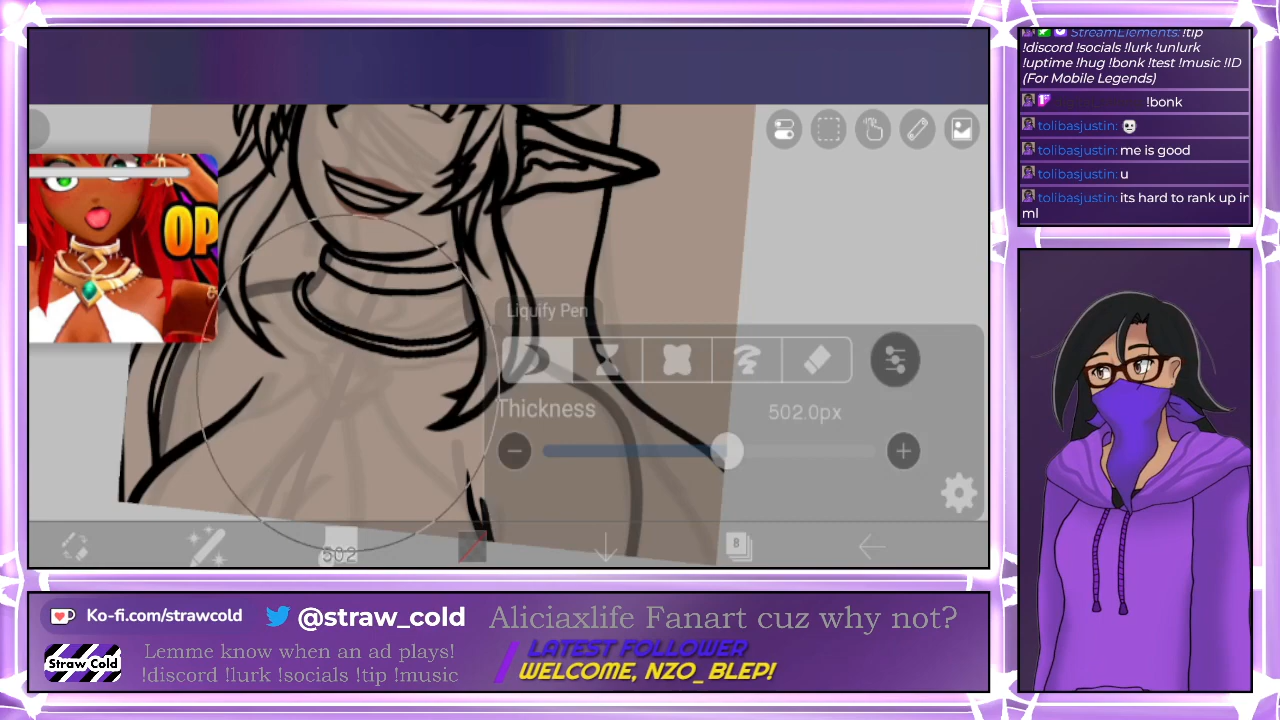 StreamElements: !tip
!discord !socials !lurk !unlurk
!uptime !hug !bonk !test !music !ID
(For Mobile Legends)
!bonk
tolibasjustin:
tolibasjustin: me is good
tolibasjustin: u
tolibasjustin: its hard to rank up in
ml
OP
Liquify Pen
Thickness
502.0px
502
8
Ko-fi.com/strawcold
@straw_cold
Aliciaxlife Fanart cuz why not?
Straw Cold
Lemme know when an ad plays!
!discord !lurk !socials !tip !music
LATEST FOLLOWER
WELCOME, NZO_BLEP!